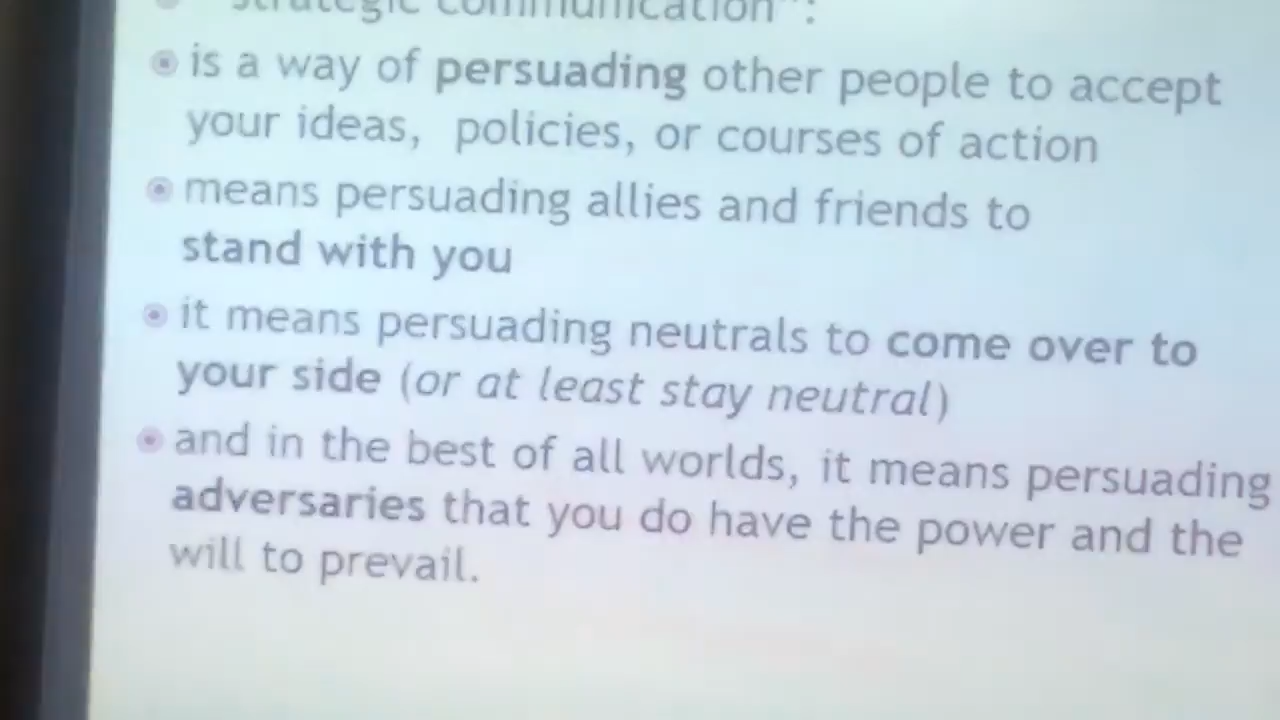 strategic communication":
is a way of persuading other people to accept
your ideas, policies, or courses of action
means persuading allies and friends to
stand with you
it means persuading neutrals to come over to
your side (or at least stay neutral)
and in the best of all worlds, it means persuading
adversaries that you do have the power and the
will to prevail.